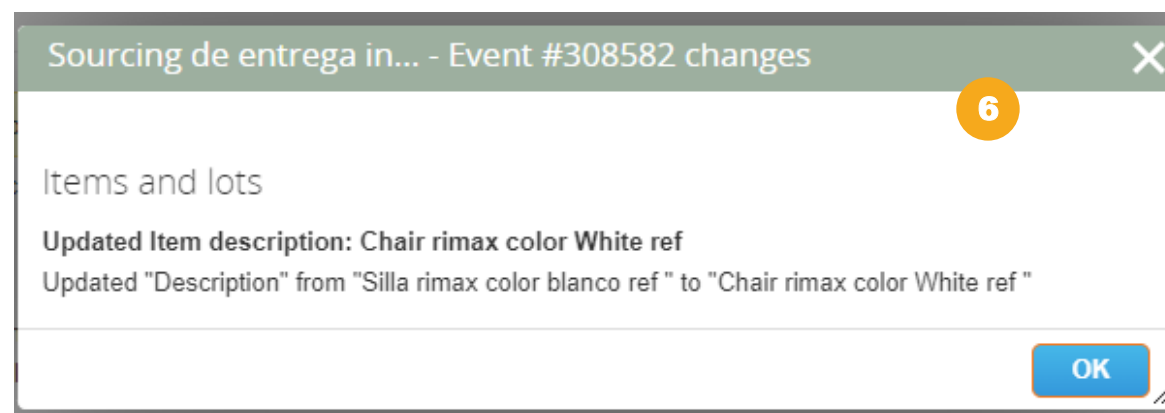 Sourcing de entrega in... - Event #308582 changes
6
Items and lots
Updated Item description: Chair rimax color White ref
Updated "Description" from "Silla rimax color blanco ref " to "Chair rimax color White ref "
OK